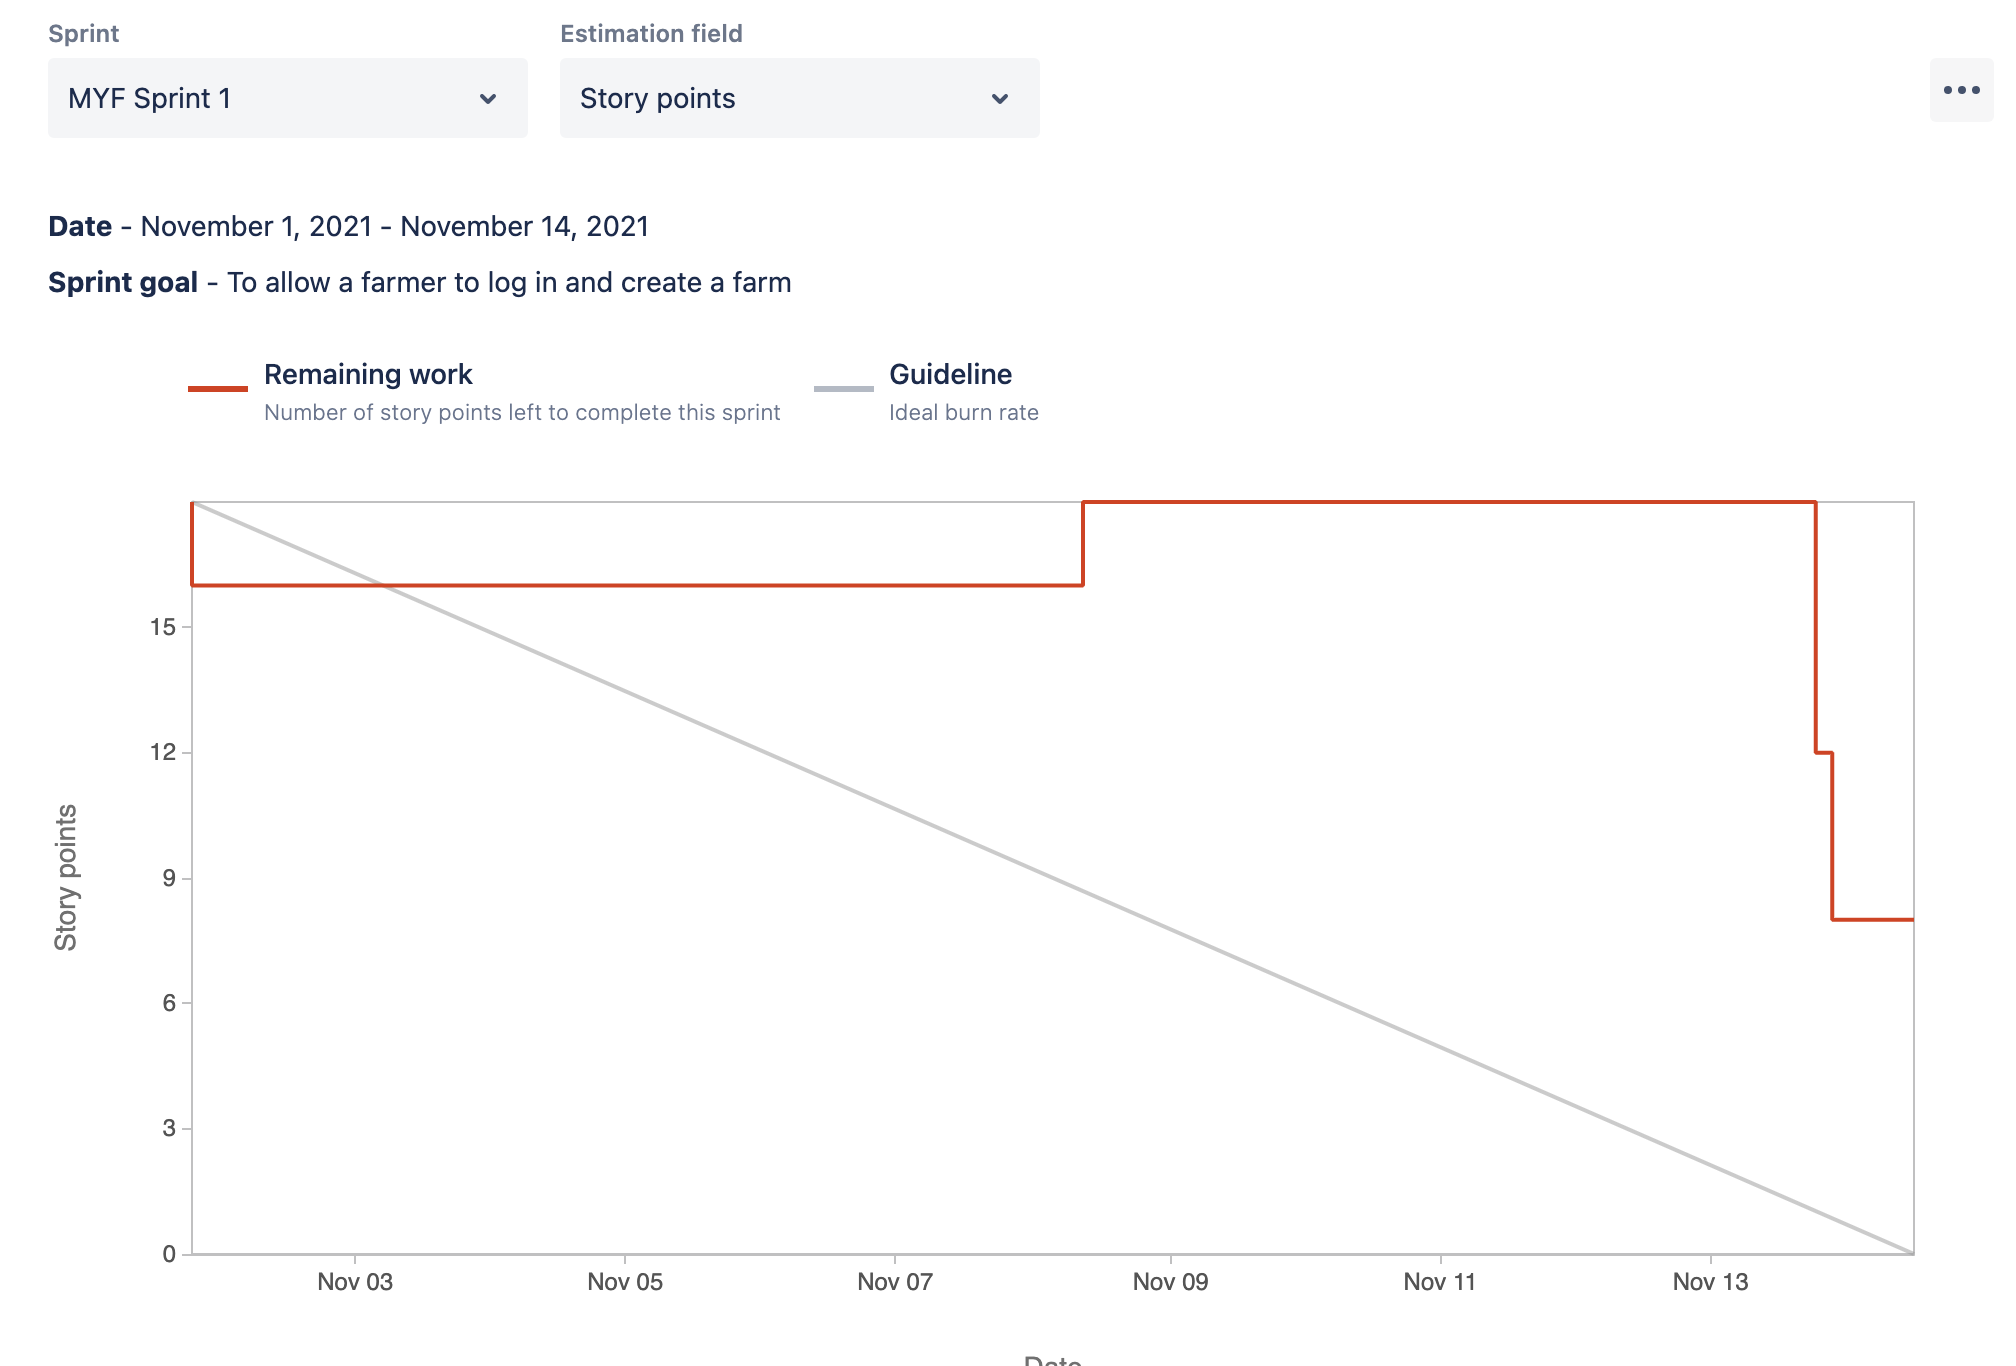 Sprint
Estimation field
MYF Sprint 1
Story points
Date - November 1, 2021 - November 14, 2021
Sprint goal - To allow a farmer to log in and create a farm
Remaining work
Number of story points left to complete this sprint
Guideline
Ideal burn rate
15
12
9
6
3
0
Story points
Nov 03
Nov 05
Nov 07
Nov 09
Nov 11
Nov 13
Date